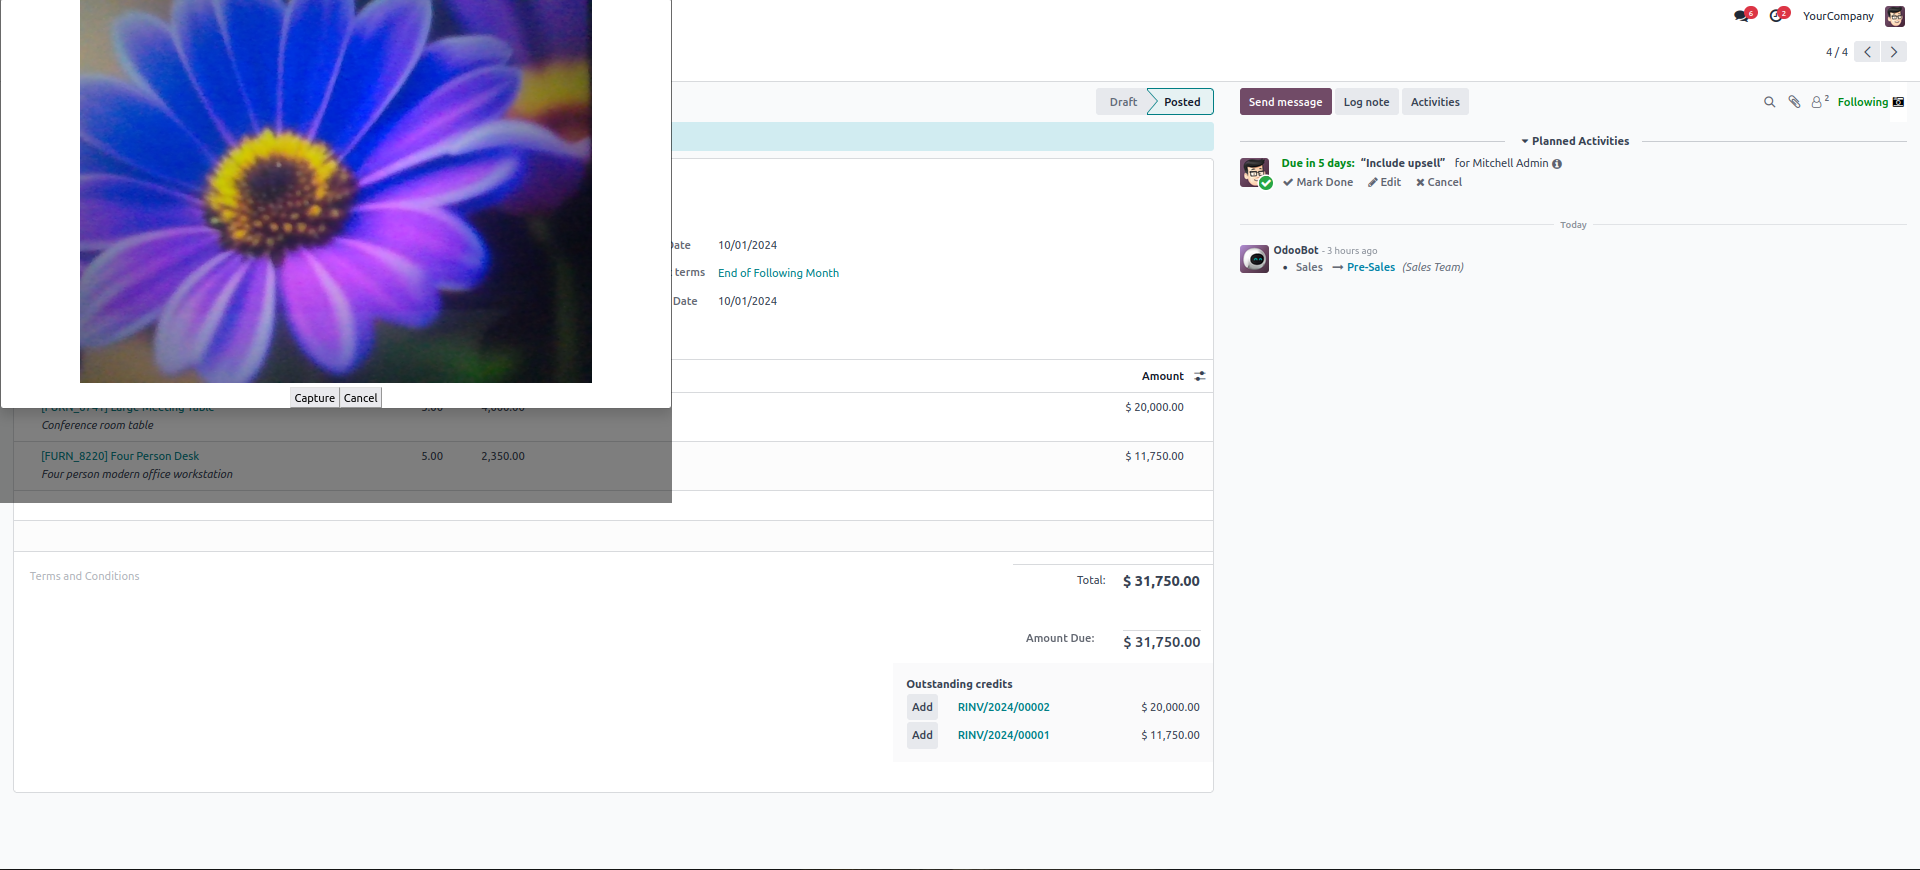 6 2 YourCompany
4 / 4
Draft Posted Send message Log note Activities 2 Following
Planned Activities
Due in 5 days: “Include upsell” for Mitchell Admin
Mark Done Edit Cancel
Today
OdooBot - 3 hours ago
• Sales → Pre-Sales (Sales Team)
Date 10/01/2024
terms End of Following Month
Date 10/01/2024
Amount
Capture Cancel
[FURN_6741] Large Meeting Table $ 20,000.00
Conference room table
[FURN_8220] Four Person Desk 5.00 2,350.00 $ 11,750.00
Four person modern office workstation
Terms and Conditions
Total: $ 31,750.00
Amount Due: $ 31,750.00
Outstanding credits
Add RINV/2024/00002 $ 20,000.00
Add RINV/2024/00001 $ 11,750.00